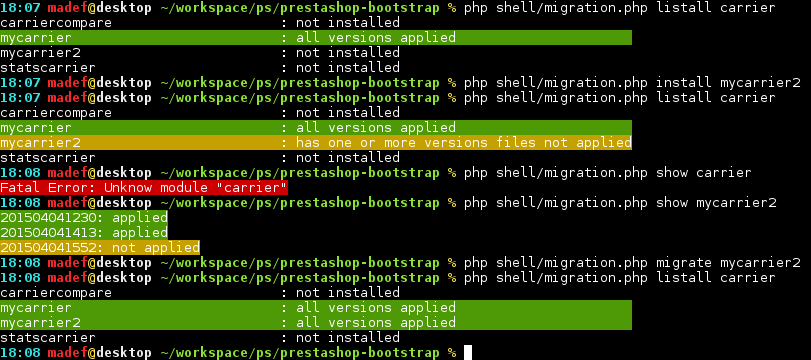 18:07 madef@desktop ~/workspace/ps/prestashop-bootstrap % php shell/migration.php listall carrier
carriercompare : not installed
mycarrier : all versions applied
mycarrier2 : not installed
statscarrier : not installed
18:07 madef@desktop ~/workspace/ps/prestashop-bootstrap % php shell/migration.php install mycarrier2
18:07 madef@desktop ~/workspace/ps/prestashop-bootstrap % php shell/migration.php listall carrier
carriercompare : not installed
mycarrier : all versions applied
mycarrier2 : has one or more versions files not applied
statscarrier : not installed
18:08 madef@desktop ~/workspace/ps/prestashop-bootstrap % php shell/migration.php show carrier
Fatal Error: Unknow module "carrier"
18:08 madef@desktop ~/workspace/ps/prestashop-bootstrap % php shell/migration.php show mycarrier2
201504041230: applied
201504041413: applied
201504041552: not applied
18:08 madef@desktop ~/workspace/ps/prestashop-bootstrap % php shell/migration.php migrate mycarrier2
18:08 madef@desktop ~/workspace/ps/prestashop-bootstrap % php shell/migration.php listall carrier
carriercompare : not installed
mycarrier : all versions applied
mycarrier2 : all versions applied
statscarrier : not installed
18:08 madef@desktop ~/workspace/ps/prestashop-bootstrap %